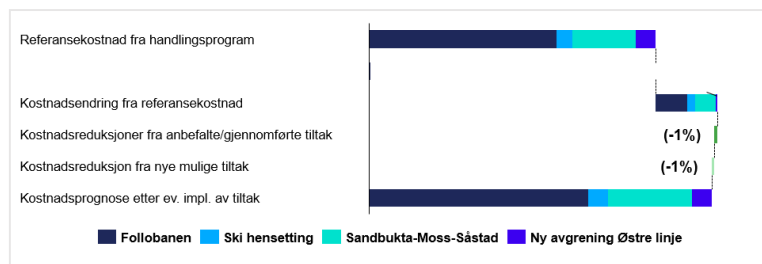 Referansekostnad fra handlingsprogram
Kostnadsendring fra referansekostnad
Kostnadsreduksjoner fra anbefalte/gjennomførte tiltak (-1%)
Kostnadsreduksjon fra nye mulige tiltak (-1%)
Kostnadsprognose etter ev. impl. av tiltak
Follobanen Ski hensetting Sandbukta-Moss-Såstad Ny avgrening Østre linje